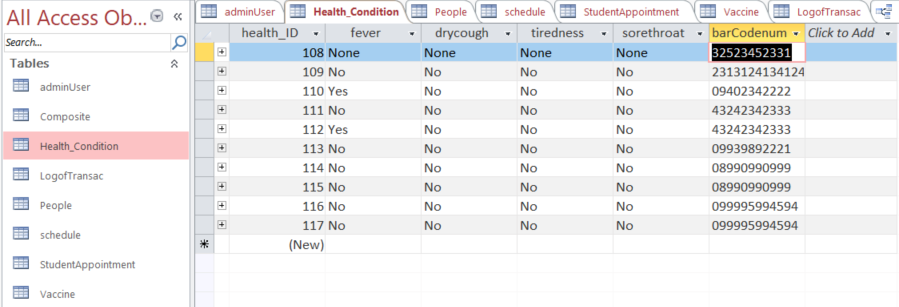 All Access Ob...
Search...
Tables
adminUser
Composite
Health_Condition
LogofTransac
People
schedule
StudentAppointment
Vaccine
adminUser Health_Condition People schedule StudentAppointment Vaccine LogofTransac
health_ID fever drycough tiredness sorethroat barCodenum Click to Add
108 None None None None 32523452331
109 No No No No 2313124134124
110 Yes No No No 09402342222
111 No No No No 43242342333
112 Yes No No No 43242342333
113 No No No No 09939892221
114 No No No No 08990990999
115 No No No No 08990990999
116 No No No No 099995994594
117 No No No No 099995994594
(New)